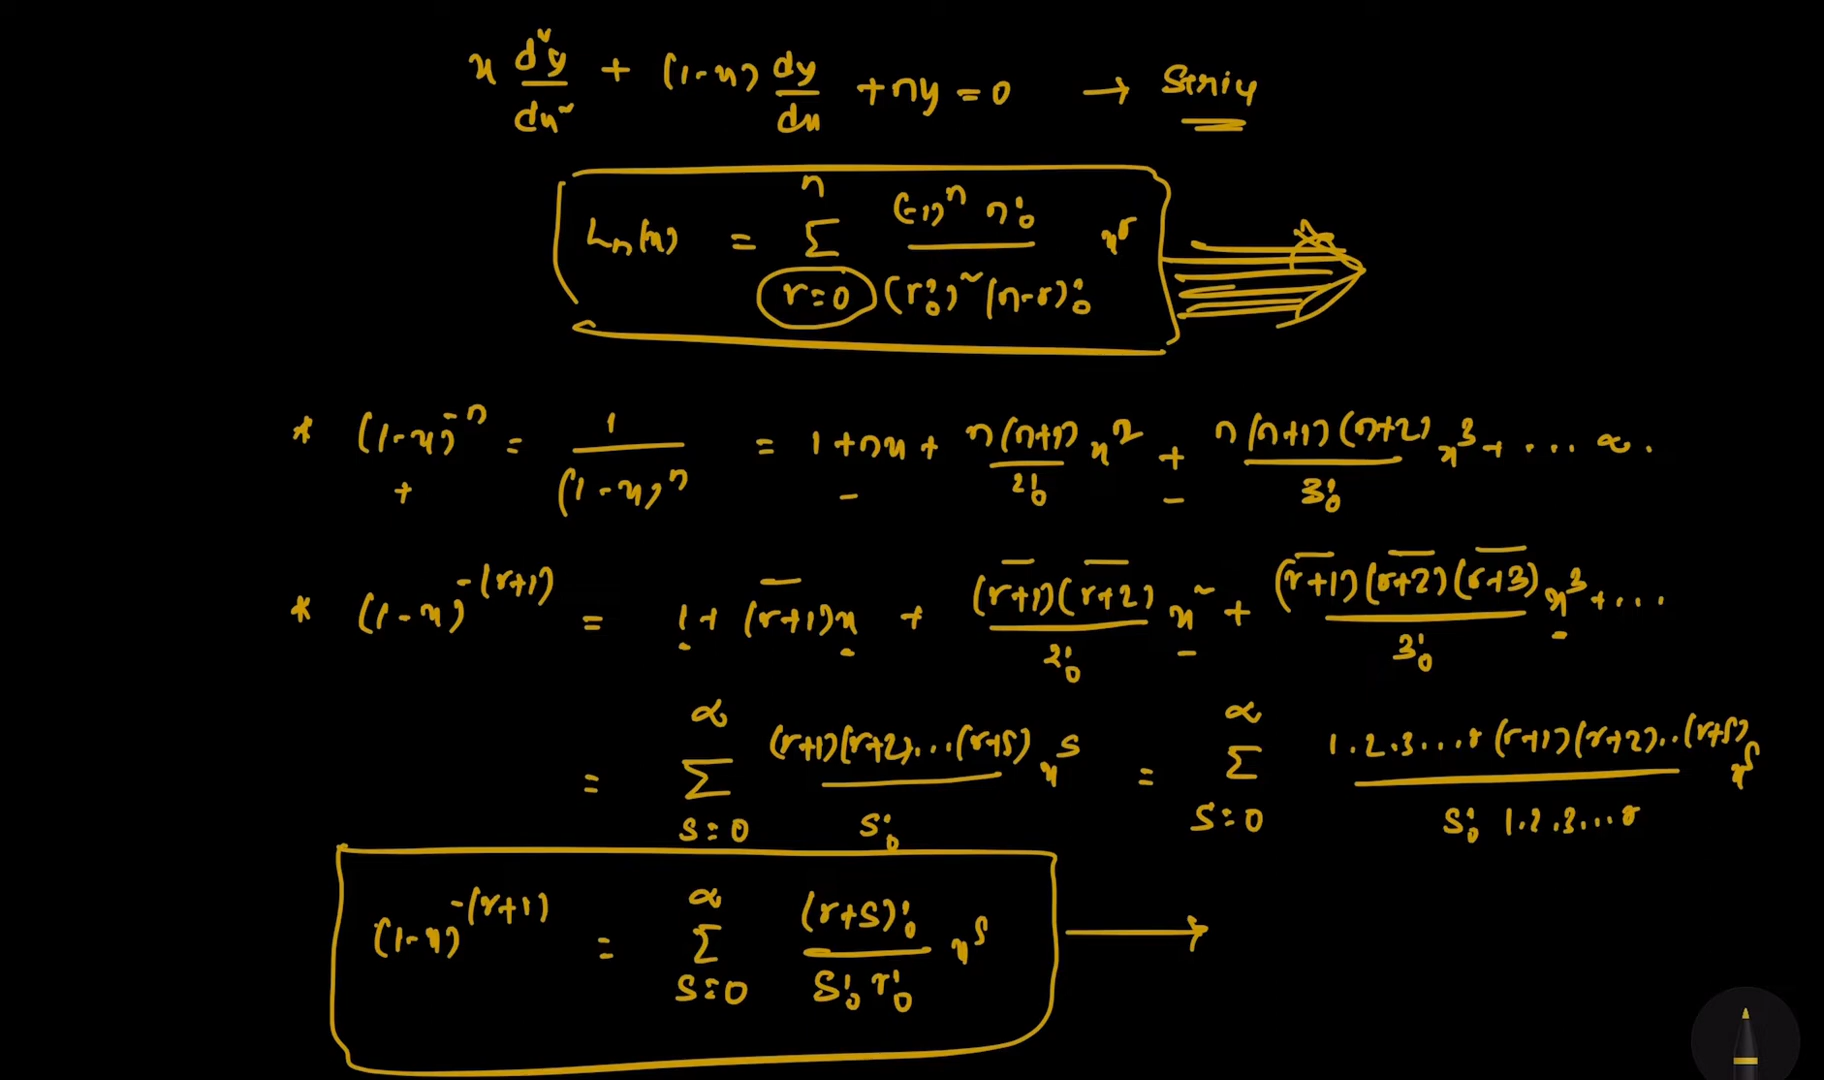 x d²y/dx² + (1-x) dy/dx + ny = 0 →
Lₙ(x) = Σ_{r=0}^{n} (-1)ⁿ n! / (r!)² (n-r)! xʳ
* (1-x)⁻ⁿ = 1/(1-x)ⁿ = 1 + nx + n(n+1)/2! x² + n(n+1)(n+2)/3! x³ + ... ∞.
* (1-x)^{-(r+1)} = 1 + (r+1)x + (r+1)(r+2)/2! x² + (r+1)(r+2)(r+3)/3! x³ + ...
= Σ_{s=0}^{∞} (r+1)(r+2)...(r+s)/s! xˢ = Σ_{s=0}^{∞} 1.2.3...r(r+1)(r+2)..(r+s) / s! 1.2.3...r xˢ
(1-x)^{-(r+1)} = Σ_{s=0}^{∞} (r+s)!/s! r! xˢ →